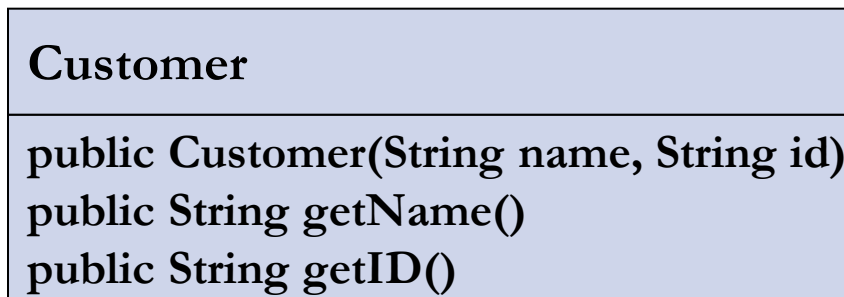 Customer
public Customer(String name, String id)
public String getName()
public String getID()